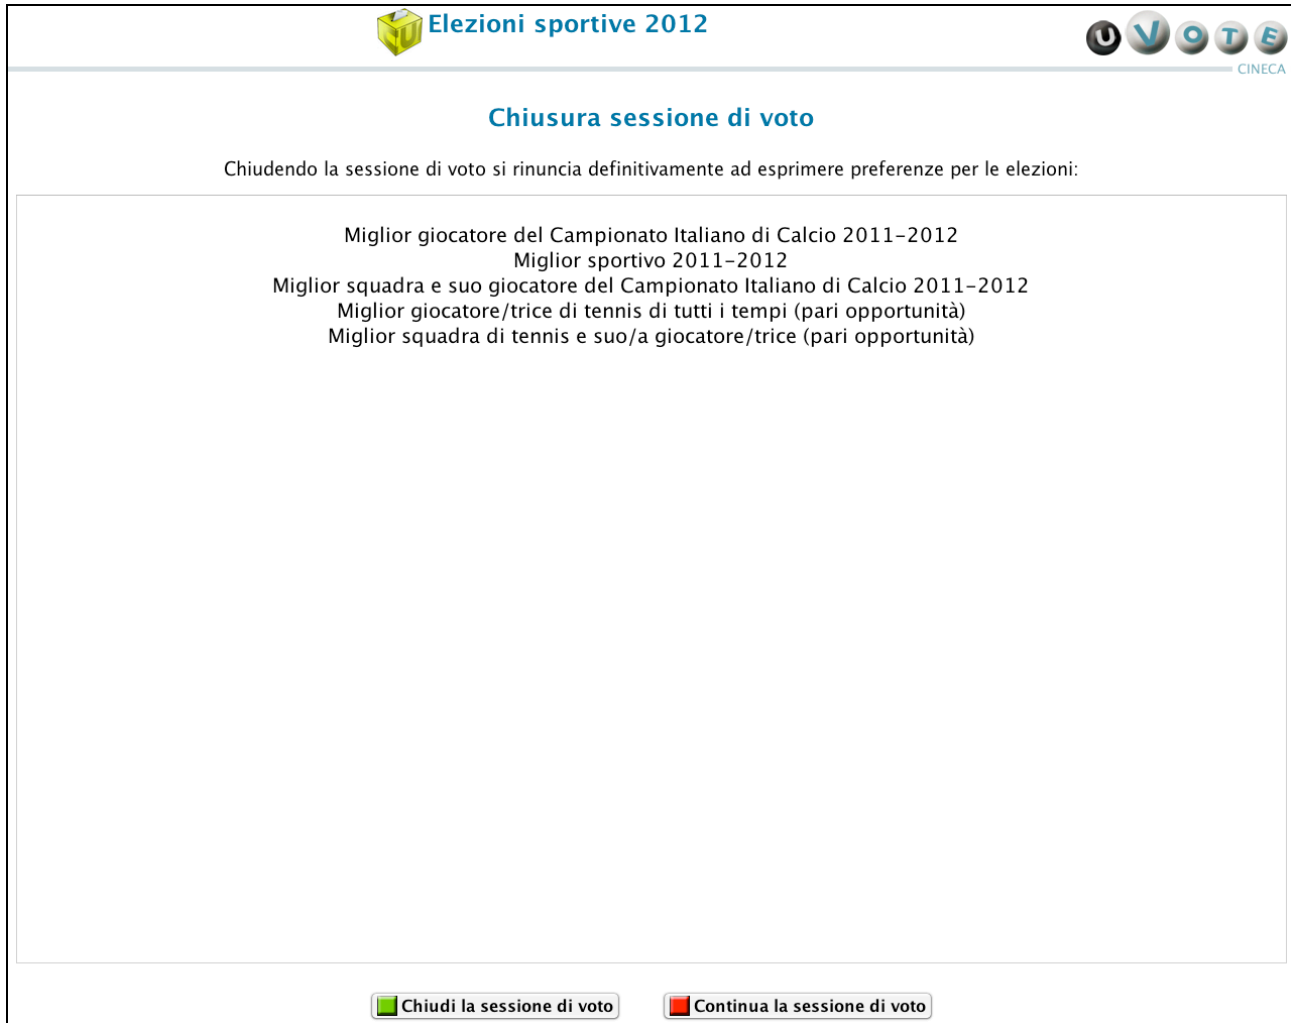 Elezioni sportive 2012
U VOTE
CINECA
Chiusura sessione di voto
Chiudendo la sessione di voto si rinuncia definitivamente ad esprimere preferenze per le elezioni:
Miglior giocatore del Campionato Italiano di Calcio 2011-2012
Miglior sportivo 2011-2012
Miglior squadra e suo giocatore del Campionato Italiano di Calcio 2011-2012
Miglior giocatore/trice di tennis di tutti i tempi (pari opportunità)
Miglior squadra di tennis e suo/a giocatore/trice (pari opportunità)
Chiudi la sessione di voto
Continua la sessione di voto